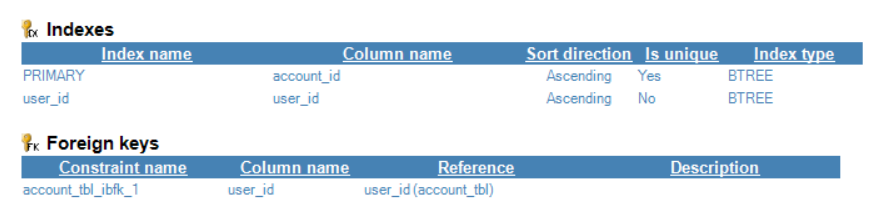 Indexes
Index name Column name Sort direction Is unique Index type
PRIMARY account_id Ascending Yes BTREE
user_id user_id Ascending No BTREE
Foreign keys
Constraint name Column name Reference Description
account_tbl_ibfk_1 user_id user_id (account_tbl)